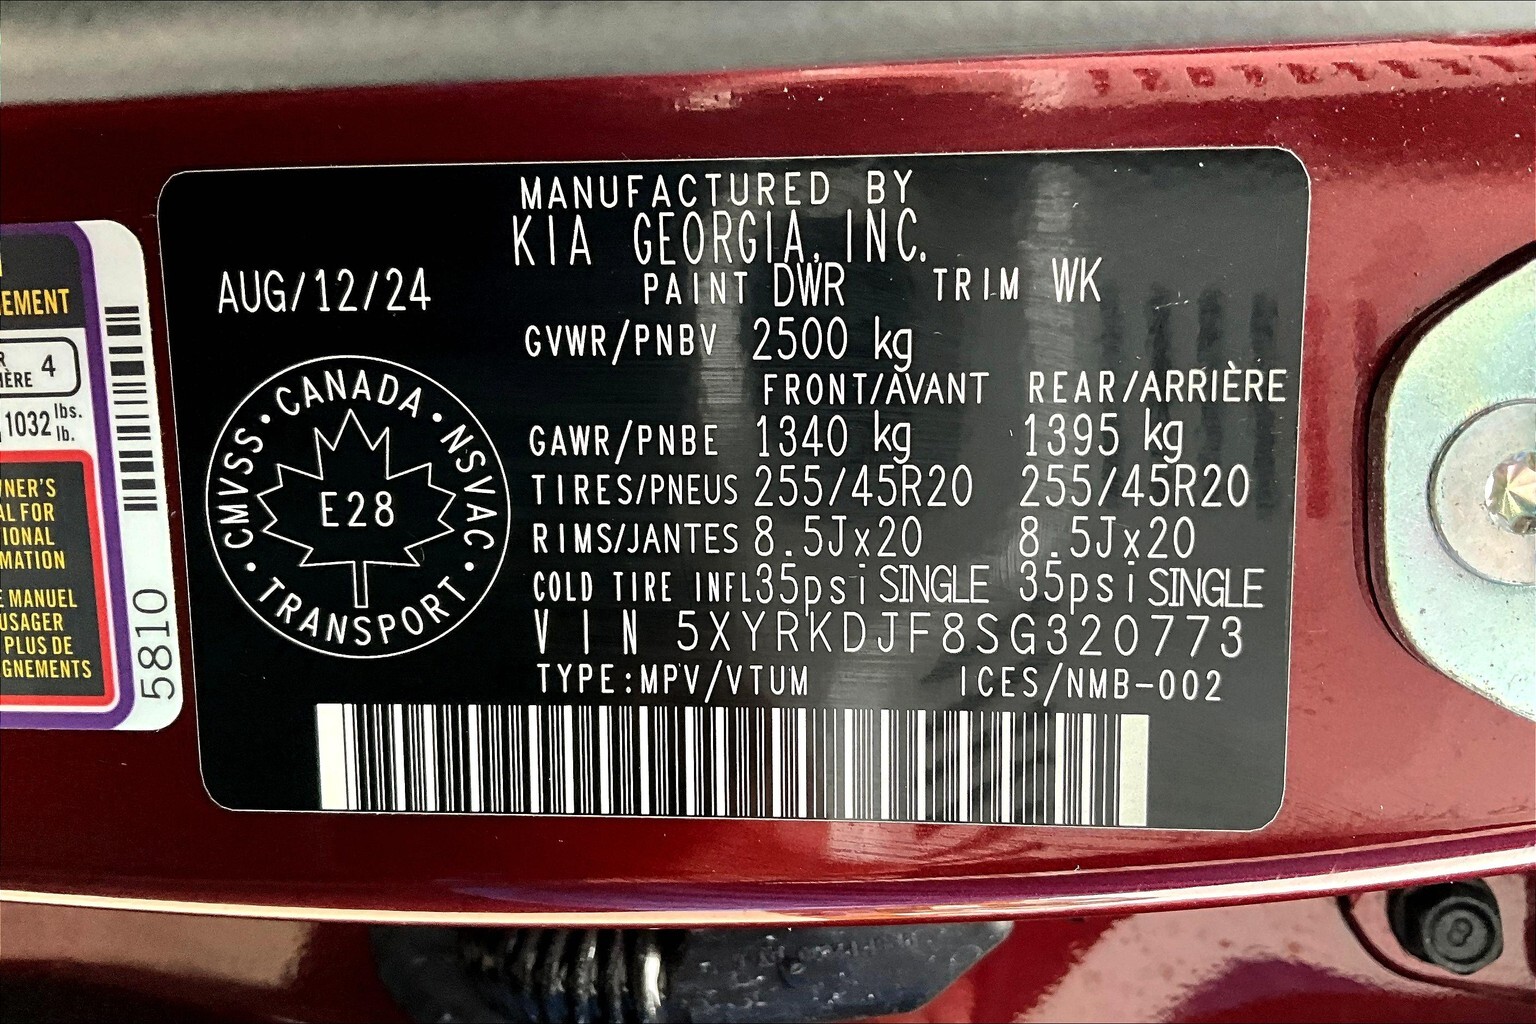 MANUFACTURED BY
KIA GEORGIA, INC.
AUG/12/24
PAINT DWR TRIM WK
GVWR/PNBV 2500 kg
FRONT/AVANT REAR/ARRIÈRE
GAWR/PNBE 1340 kg 1395 kg
TIRES/PNEUS 255/45R20 255/45R20
RIMS/JANTES 8.5Jx20 8.5Jx20
COLD TIRE INFL 35psi SINGLE 35psi SINGLE
VIN 5XYRKDJF8SG320773
TYPE:MPV/VTUM ICES/NMB-002
CANADA • NSVAC • TRANSPORT • CMVSS •
E28
EMENT
R
IÈRE 4
1032 lbs.
lb.
NER'S
AL FOR
IONAL
MATION
E MANUEL
USAGER
PLUS DE
GNEMENTS
5810
8